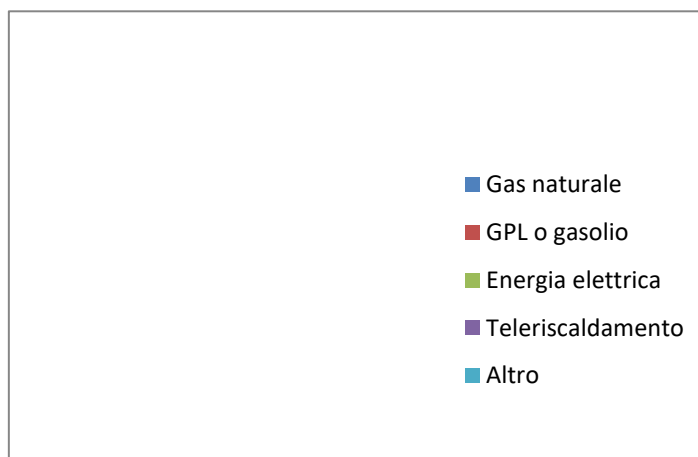 Gas naturale
GPL o gasolio
Energia elettrica
Teleriscaldamento
Altro